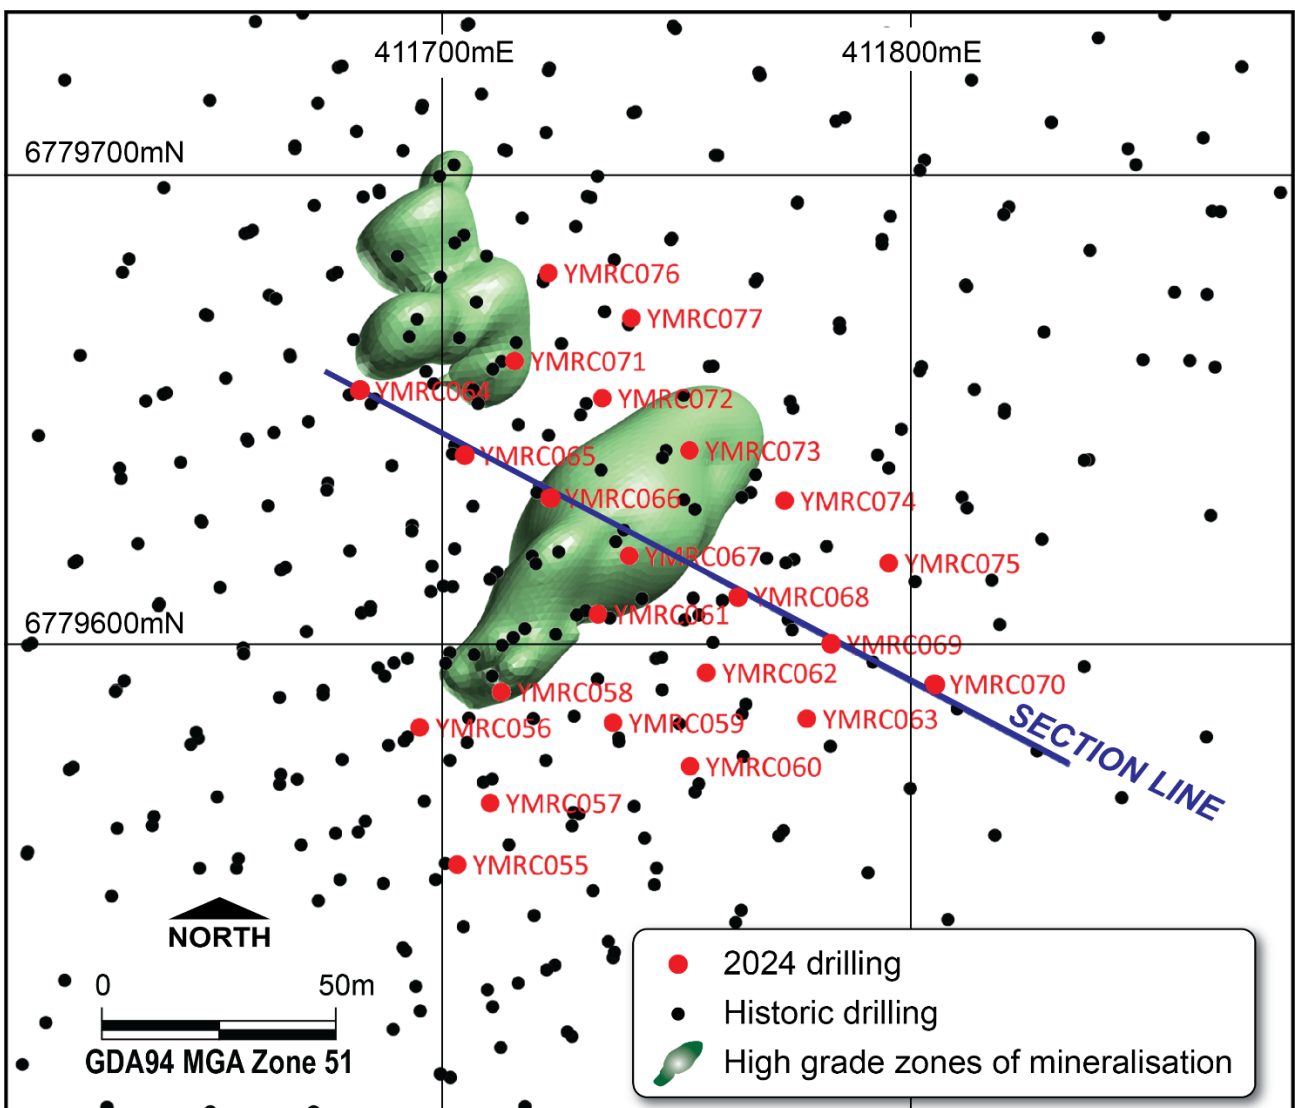 411700mE
411800mE
6779700mN
YMRC076
YMRC077
YMRC071
YMRC064
YMRC072
YMRC065
YMRC073
YMRC066
YMRC074
YMRC067
YMRC075
YMRC068
YMRC061
6779600mN
YMRC069
YMRC062
YMRC070
YMRC058
YMRC056
YMRC059
YMRC063
SECTION LINE
YMRC060
YMRC057
YMRC055
NORTH
0 50m
GDA94 MGA Zone 51
2024 drilling
Historic drilling
High grade zones of mineralisation